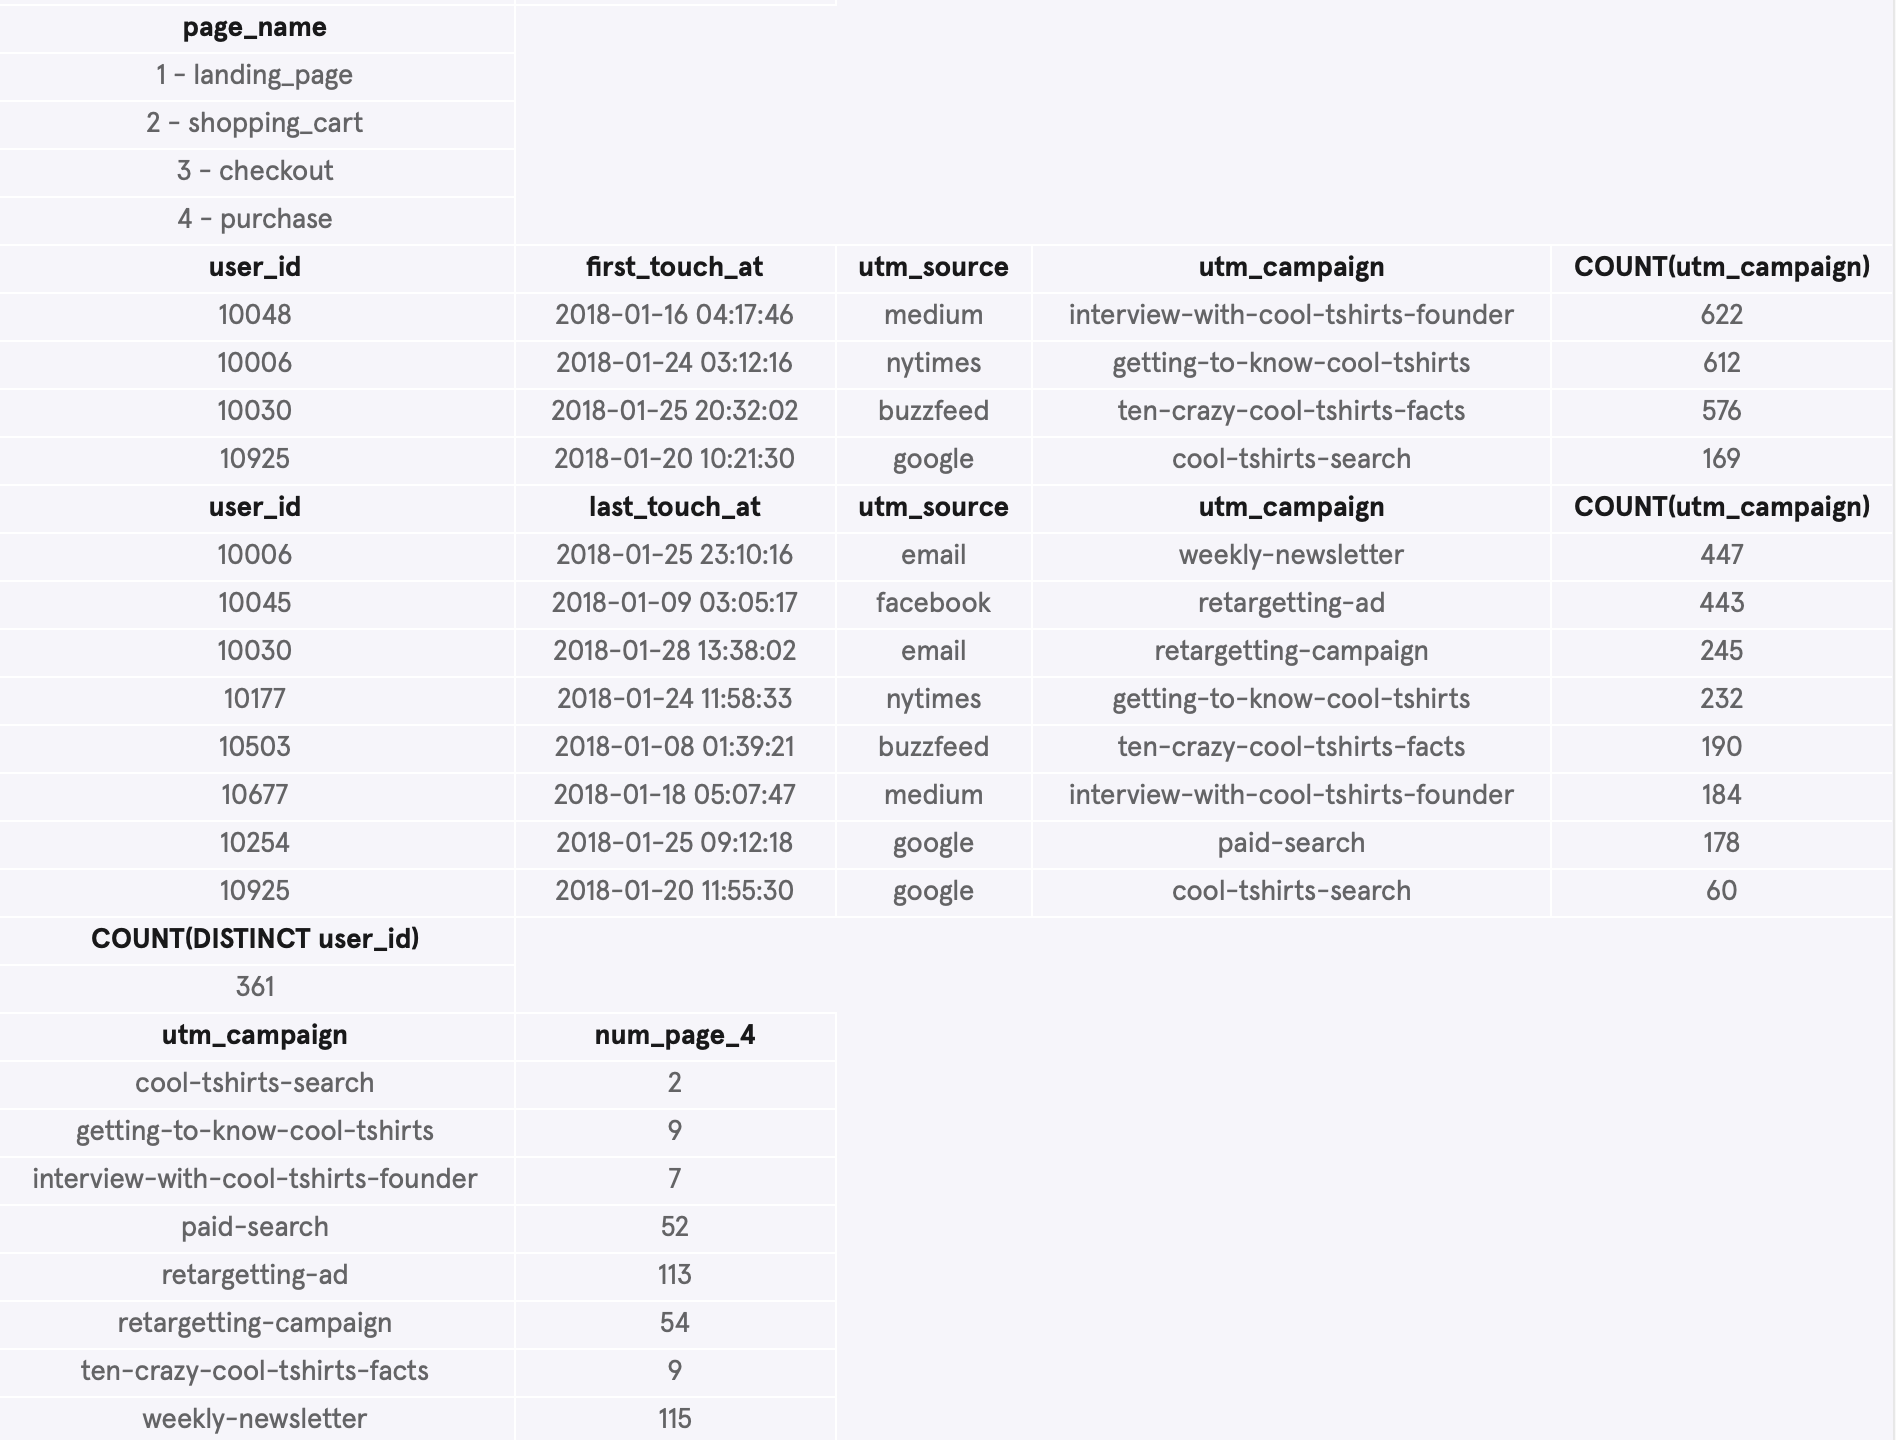 page_name
1 - landing_page
2 - shopping_cart
3 - checkout
4 - purchase
user_id first_touch_at utm_source utm_campaign COUNT(utm_campaign)
10048 2018-01-16 04:17:46 medium interview-with-cool-tshirts-founder 622
10006 2018-01-24 03:12:16 nytimes getting-to-know-cool-tshirts 612
10030 2018-01-25 20:32:02 buzzfeed ten-crazy-cool-tshirts-facts 576
10925 2018-01-20 10:21:30 google cool-tshirts-search 169
user_id last_touch_at utm_source utm_campaign COUNT(utm_campaign)
10006 2018-01-25 23:10:16 email weekly-newsletter 447
10045 2018-01-09 03:05:17 facebook retargetting-ad 443
10030 2018-01-28 13:38:02 email retargetting-campaign 245
10177 2018-01-24 11:58:33 nytimes getting-to-know-cool-tshirts 232
10503 2018-01-08 01:39:21 buzzfeed ten-crazy-cool-tshirts-facts 190
10677 2018-01-18 05:07:47 medium interview-with-cool-tshirts-founder 184
10254 2018-01-25 09:12:18 google paid-search 178
10925 2018-01-20 11:55:30 google cool-tshirts-search 60
COUNT(DISTINCT user_id)
361
utm_campaign num_page_4
cool-tshirts-search 2
getting-to-know-cool-tshirts 9
interview-with-cool-tshirts-founder 7
paid-search 52
retargetting-ad 113
retargetting-campaign 54
ten-crazy-cool-tshirts-facts 9
weekly-newsletter 115